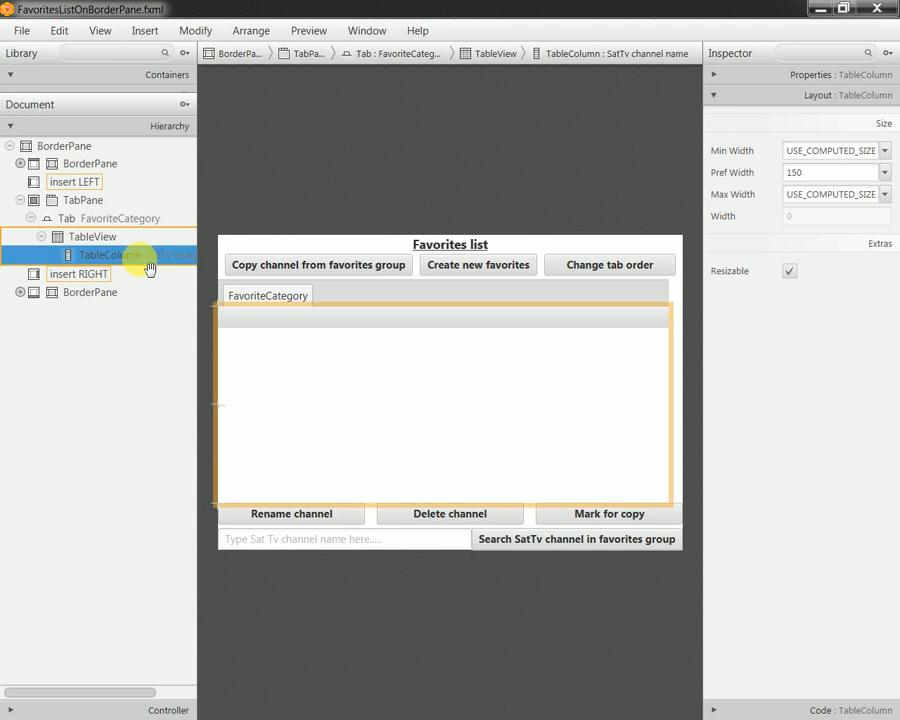 FavoritesListOnBorderPane.fxml
File Edit View Insert Modify Arrange Preview Window Help
Library
BorderPa... TabPa... Tab : FavoriteCateg... TableView TableColumn : SatTv channel name
Inspector
Containers
Properties : TableColumn
Document
Layout : TableColumn
Hierarchy
Size
BorderPane
BorderPane
insert LEFT
TabPane
Tab FavoriteCategory
TableView
TableColumn SatTv chan
insert RIGHT
BorderPane
Min Width USE_COMPUTED_SIZE
Pref Width 150
Max Width USE_COMPUTED_SIZE
Width 0
Extras
Resizable
Favorites list
Copy channel from favorites group Create new favorites Change tab order
FavoriteCategory
Rename channel Delete channel Mark for copy
Type Sat Tv channel name here..... Search SatTv channel in favorites group
Controller
Code : TableColumn